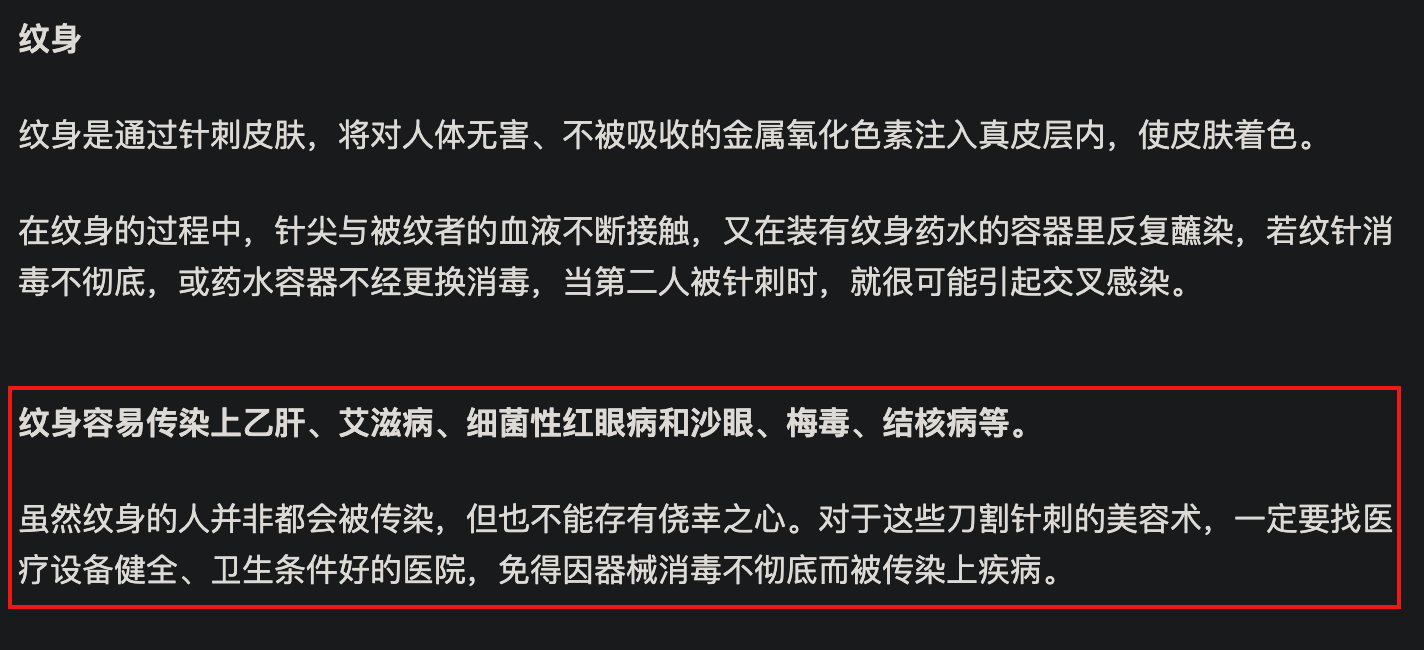 纹身
纹身是通过针刺皮肤，将对人体无害、不被吸收的金属氧化色素注入真皮层内，使皮肤着色。
在纹身的过程中，针尖与被纹者的血液不断接触，又在装有纹身药水的容器里反复蘸染，若纹针消
毒不彻底，或药水容器不经更换消毒，当第二人被针刺时，就很可能引起交叉感染。
纹身容易传染上乙肝、艾滋病、细菌性红眼病和沙眼、梅毒、结核病等。
虽然纹身的人并非都会被传染，但也不能存有侥幸之心。对于这些刀割针刺的美容术，一定要找医
疗设备健全、卫生条件好的医院，免得因器械消毒不彻底而被传染上疾病。